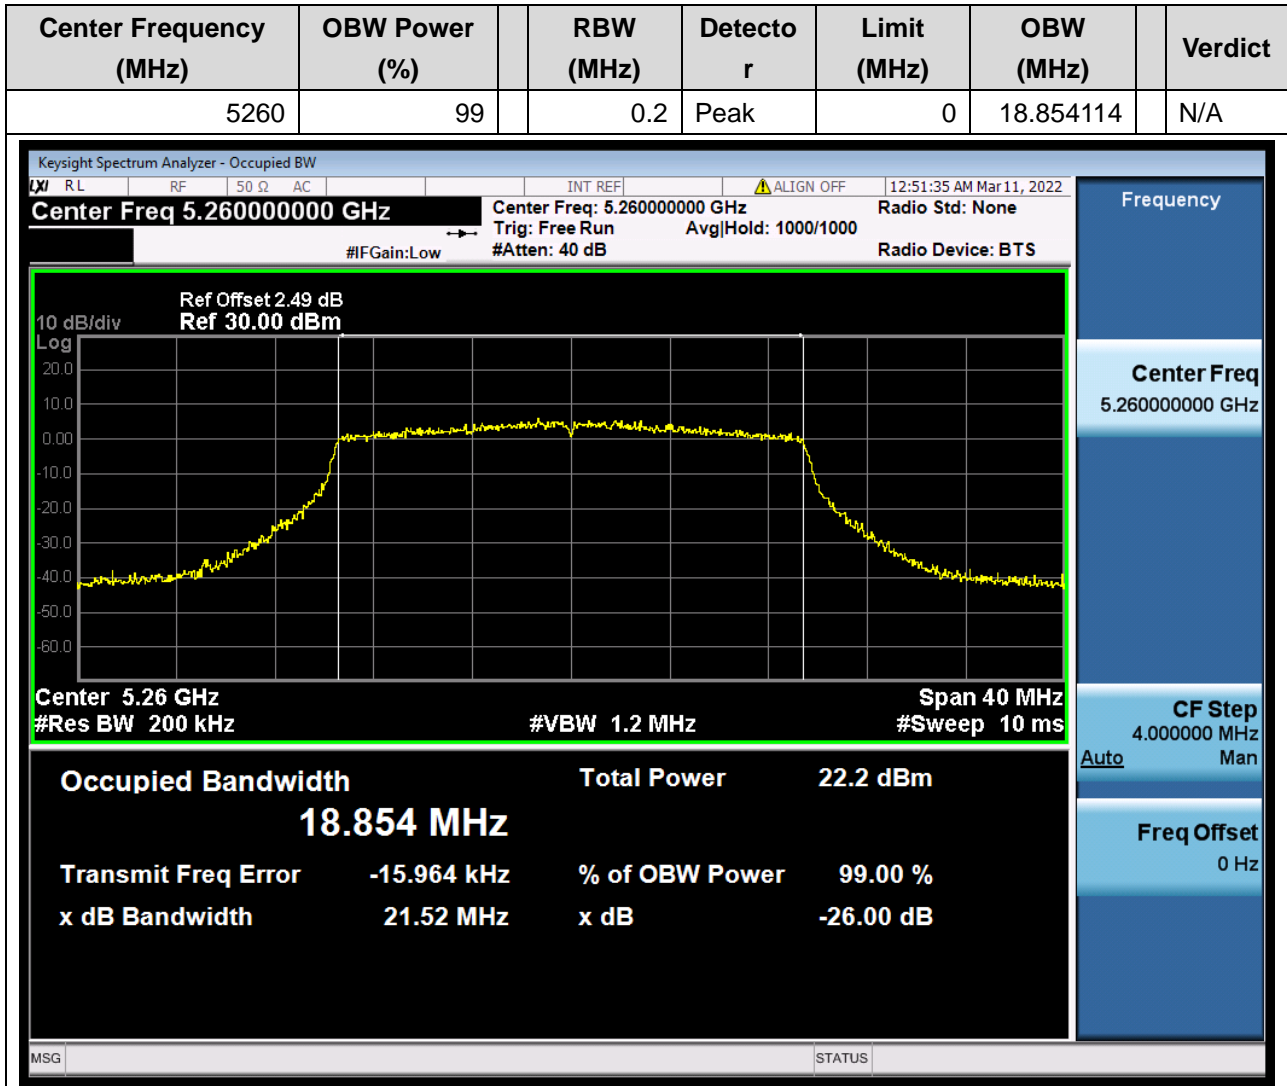 Center Frequency (MHz) OBW Power (%) RBW (MHz) Detecto r Limit (MHz) OBW (MHz) Verdict
5260 99 0.2 Peak 0 18.854114 N/A
Keysight Spectrum Analyzer - Occupied BW
LXI RL RF 50 Ω AC INT REF ALIGN OFF 12:51:35 AM Mar 11, 2022
Center Freq 5.260000000 GHz Center Freq: 5.260000000 GHz Radio Std: None
Trig: Free Run Avg|Hold: 1000/1000
#IFGain:Low #Atten: 40 dB Radio Device: BTS
Ref Offset 2.49 dB
10 dB/div Ref 30.00 dBm
Log
20.0
10.0
0.00
-10.0
-20.0
-30.0
-40.0
-50.0
-60.0
Center 5.26 GHz Span 40 MHz
#Res BW 200 kHz #VBW 1.2 MHz #Sweep 10 ms
Occupied Bandwidth Total Power 22.2 dBm
18.854 MHz
Transmit Freq Error -15.964 kHz % of OBW Power 99.00 %
x dB Bandwidth 21.52 MHz x dB -26.00 dB
Frequency
Center Freq
5.260000000 GHz
CF Step
4.000000 MHz
Auto Man
Freq Offset
0 Hz
MSG STATUS